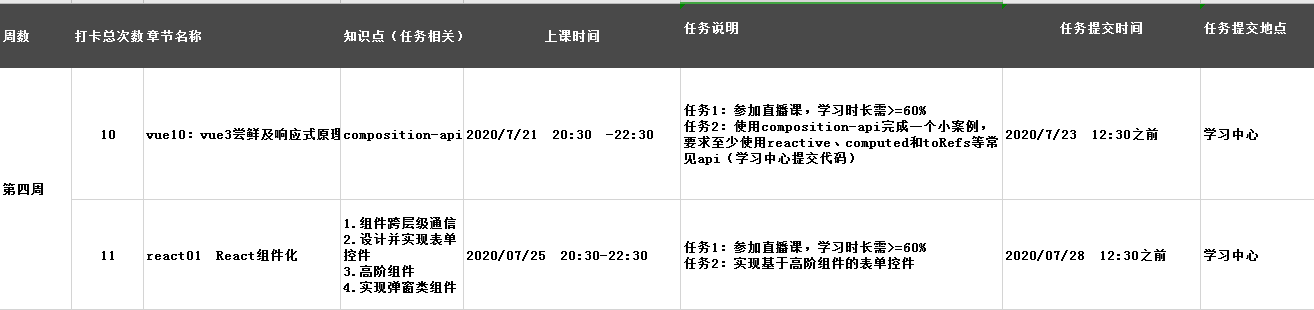 周数 打卡总次数 章节名称 知识点（任务相关） 上课时间 任务说明 任务提交时间 任务提交地点
第四周
10 vue10：vue3尝鲜及响应式原理 composition-api 2020/7/21 20:30 -22:30
任务1：参加直播课，学习时长需>=60%
任务2：使用composition-api完成一个小案例，
要求至少使用reactive、computed和toRefs等常
见api（学习中心提交代码）
2020/7/23 12:30之前 学习中心
11 react01 React组件化
1.组件跨层级通信
2.设计并实现表单
控件
3.高阶组件
4.实现弹窗类组件
2020/07/25 20:30-22:30
任务1：参加直播课，学习时长需>=60%
任务2：实现基于高阶组件的表单控件
2020/07/28 12:30之前 学习中心